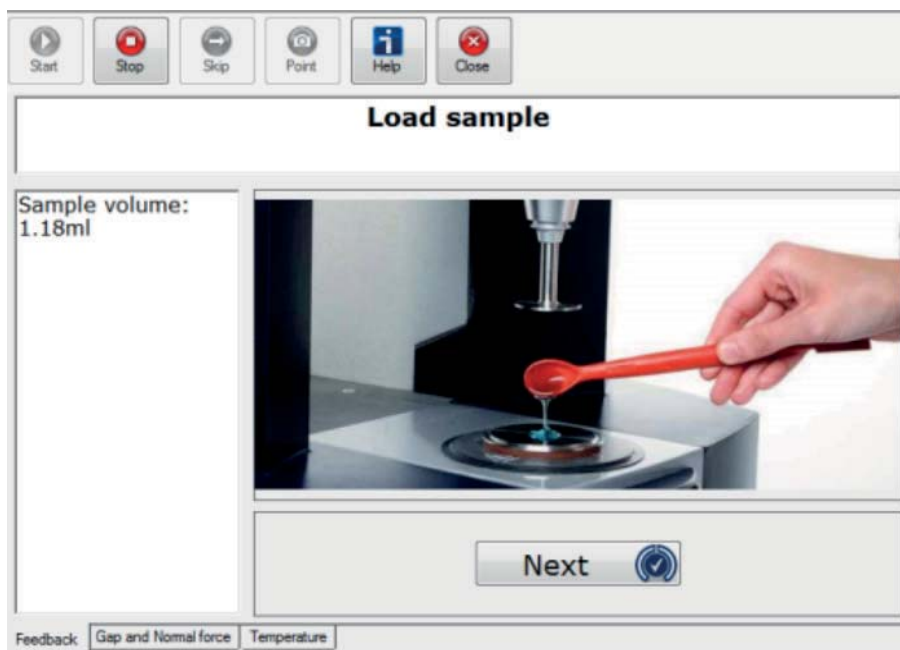 Start Stop Skip Point Help Close
Load sample
Sample volume:
1.18ml
Next
Feedback Gap and Normal force Temperature